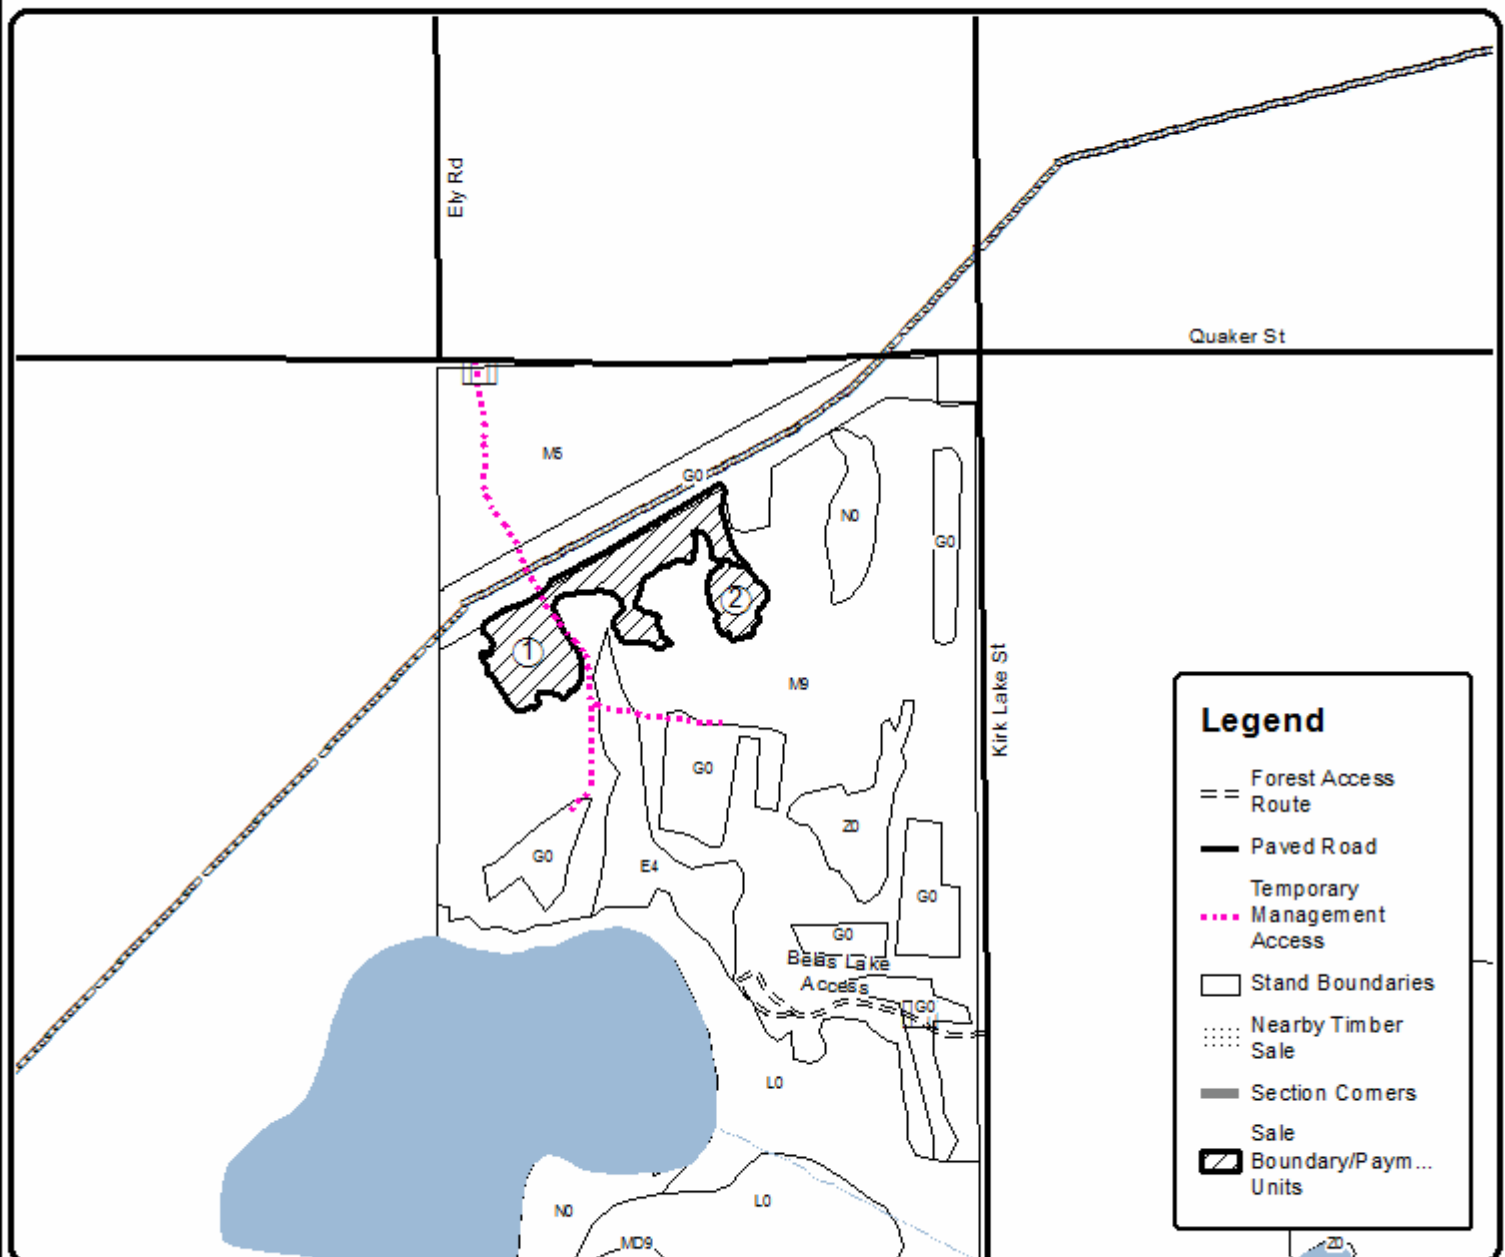 Ely Rd
Quaker St
M5
G0
N0
G0
2
1
M9
Kirk Lake St
G0
Z0
G0
E4
G0
G0
Lake
Access
G0
L0
L0
N0
MD9
Z0
Legend
Forest Access
Route
Paved Road
Temporary
Management
Access
Stand Boundaries
Nearby Timber
Sale
Section Corners
Sale
Boundary/Paym...
Units